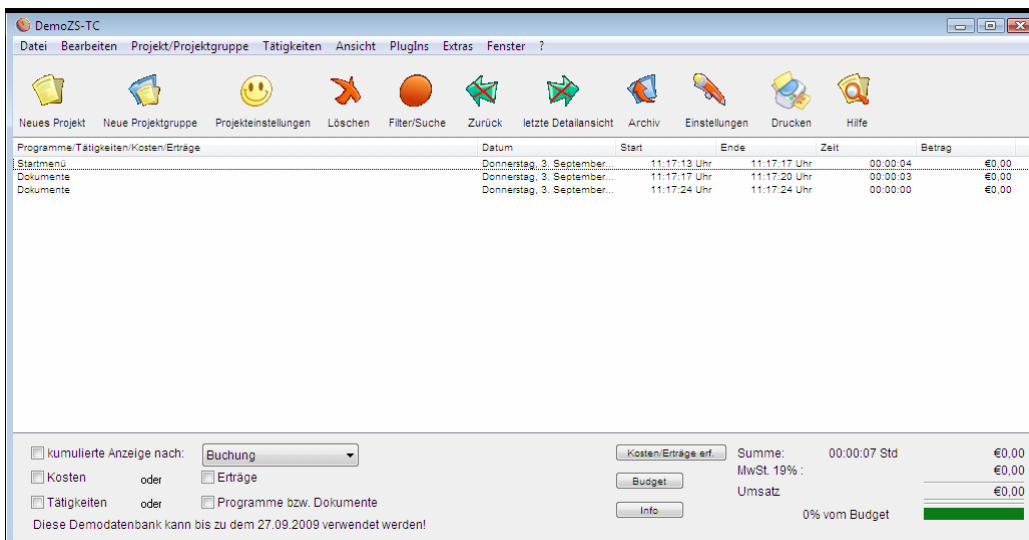 DemoZS-TC
Datei Bearbeiten Projekt/Projektgruppe Tätigkeiten Ansicht PlugIns Extras Fenster ?
Neues Projekt Neue Projektgruppe Projekteinstellungen Löschen Filter/Suche Zurück letzte Detailansicht Archiv Einstellungen Drucken Hilfe
Programme/Tätigkeiten/Kosten/Erträge Datum Start Ende Zeit Betrag
Startmenü Donnerstag, 3. September... 11:17:13 Uhr 11:17:17 Uhr 00:00:04 €0,00
Dokumente Donnerstag, 3. September... 11:17:17 Uhr 11:17:20 Uhr 00:00:03 €0,00
Dokumente Donnerstag, 3. September... 11:17:24 Uhr 11:17:24 Uhr 00:00:00 €0,00
kumulierte Anzeige nach: Buchung Kosten/Erträge erf. Summe: 00:00:07 Std €0,00
Kosten oder Erträge MwSt. 19% : €0,00
Budget
Tätigkeiten oder Programme bzw. Dokumente Umsatz €0,00
Info 0% vom Budget
Diese Demodatenbank kann bis zu dem 27.09.2009 verwendet werden!